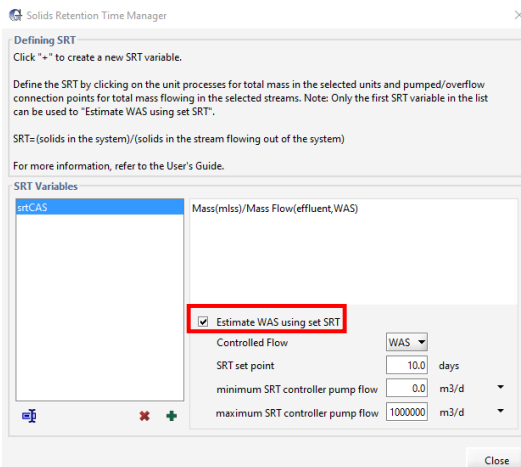 Solids Retention Time Manager
Defining SRT
Click "+" to create a new SRT variable.
Define the SRT by clicking on the unit processes for total mass in the selected units and pumped/overflow
connection points for total mass flowing in the selected streams. Note: Only the first SRT variable in the list
can be used to "Estimate WAS using set SRT".
SRT=(solids in the system)/(solids in the stream flowing out of the system)
For more information, refer to the User's Guide.
SRT Variables
srtCAS
Mass(mlss)/Mass Flow(effluent,WAS)
Estimate WAS using set SRT
Controlled Flow WAS
SRT set point 10.0 days
minimum SRT controller pump flow 0.0 m3/d
maximum SRT controller pump flow 1000000 m3/d
Close